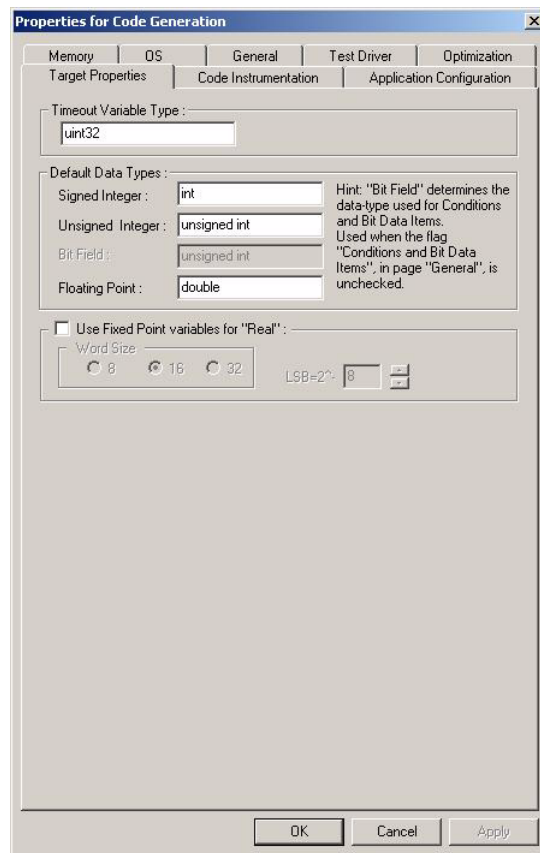 Properties for Code Generation
Memory OS General Test Driver Optimization
Target Properties Code Instrumentation Application Configuration
Timeout Variable Type :
uint32
Default Data Types :
Signed Integer : int
Unsigned Integer : unsigned int
Bit Field : unsigned int
Floating Point : double
Hint: "Bit Field" determines the
data-type used for Conditions
and Bit Data Items.
Used when the flag
"Conditions and Bit Data
Items", in page "General", is
unchecked.
Use Fixed Point variables for "Real" :
Word Size
8 16 32 LSB=2^- 8
OK Cancel Apply